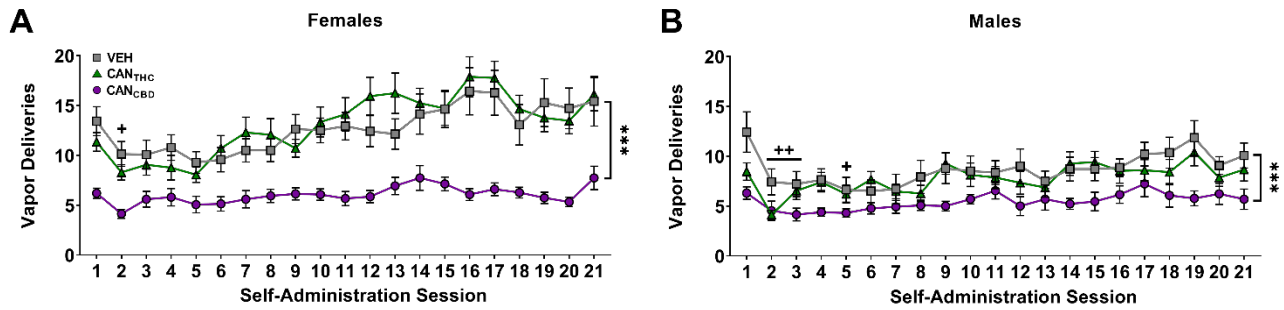 A
Females
Vapor Deliveries
20
15
10
5
0
VEH
CANTHC
CANCBD
+
***
1 2 3 4 5 6 7 8 9 10 11 12 13 14 15 16 17 18 19 20 21
Self-Administration Session
B
Males
Vapor Deliveries
20
15
10
5
0
++
+
***
1 2 3 4 5 6 7 8 9 10 11 12 13 14 15 16 17 18 19 20 21
Self-Administration Session